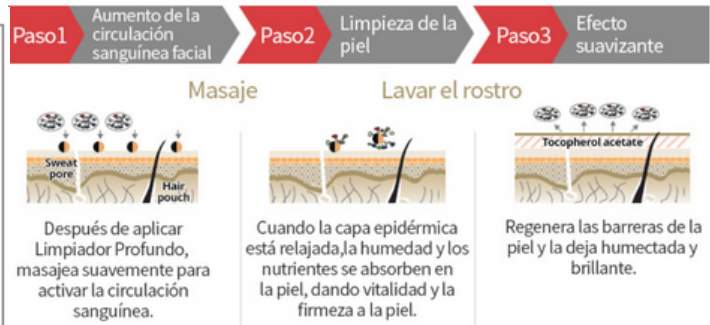 Paso1
Aumento de la
circulación
sanguínea facial
Paso2
Limpieza de la
piel
Paso3
Efecto
suavizante
Masaje
Lavar el rostro
Sweat
pore
Hair
pouch
Tocopherol acetate
Después de aplicar
Limpiador Profundo,
masajea suavemente para
activar la circulación
sanguínea.
Cuando la capa epidérmica
está relajada,la humedad y los
nutrientes se absorben en
la piel, dando vitalidad y la
firmeza a la piel.
Regenera las barreras de la
piel y la deja humectada y
brillante.